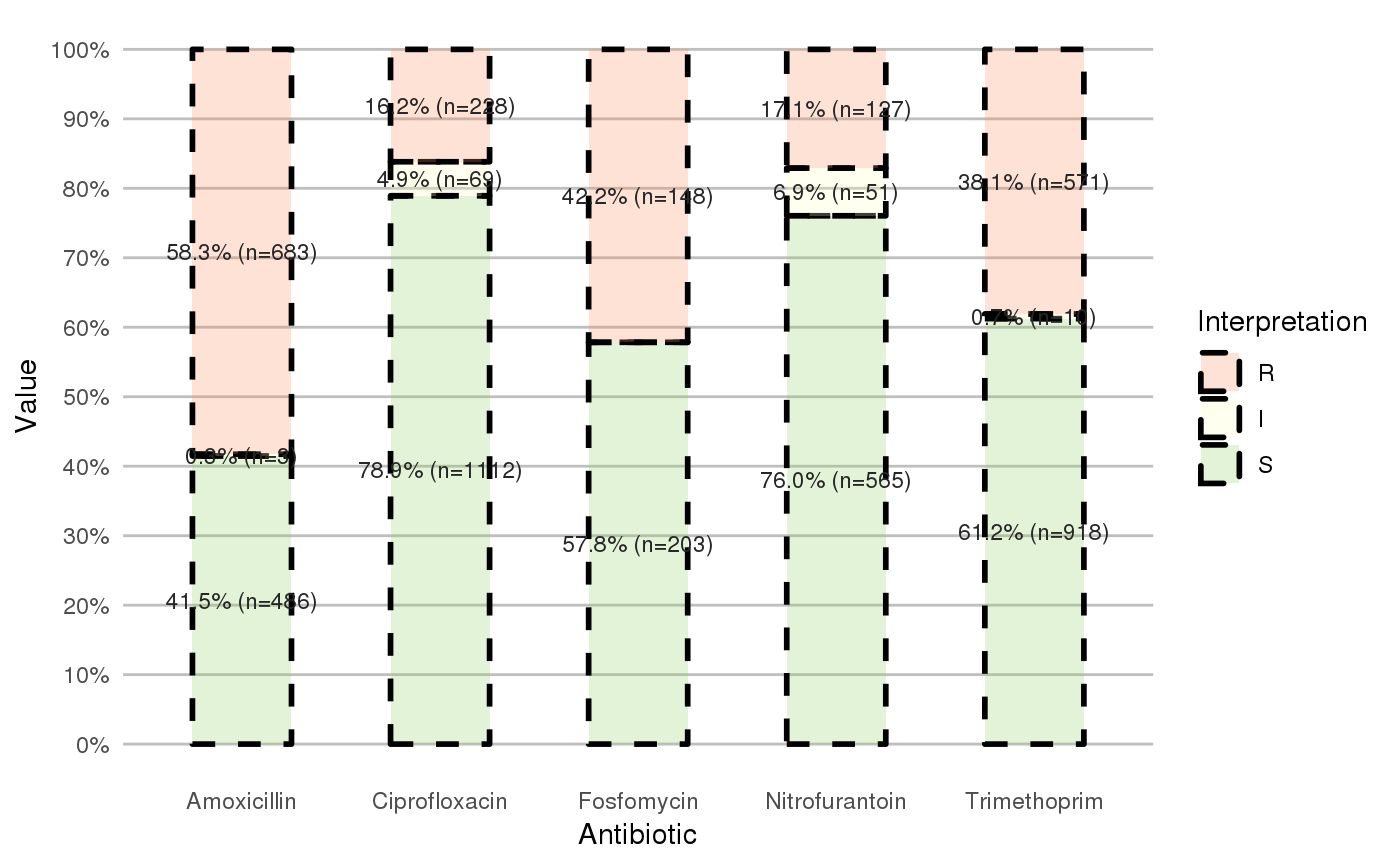 100%
90%
80%
70%
60%
50%
40%
30%
20%
10%
0%
Value
58.3% (n=683)
0.3% (n=3)
41.5% (n=486)
16.2% (n=228)
4.9% (n=69)
78.9% (n=1112)
42.2% (n=148)
57.8% (n=203)
17.1% (n=127)
6.9% (n=51)
76.0% (n=565)
38.1% (n=571)
0.7% (n=10)
61.2% (n=918)
Amoxicillin Ciprofloxacin Fosfomycin Nitrofurantoin Trimethoprim
Antibiotic
Interpretation
R
I
S